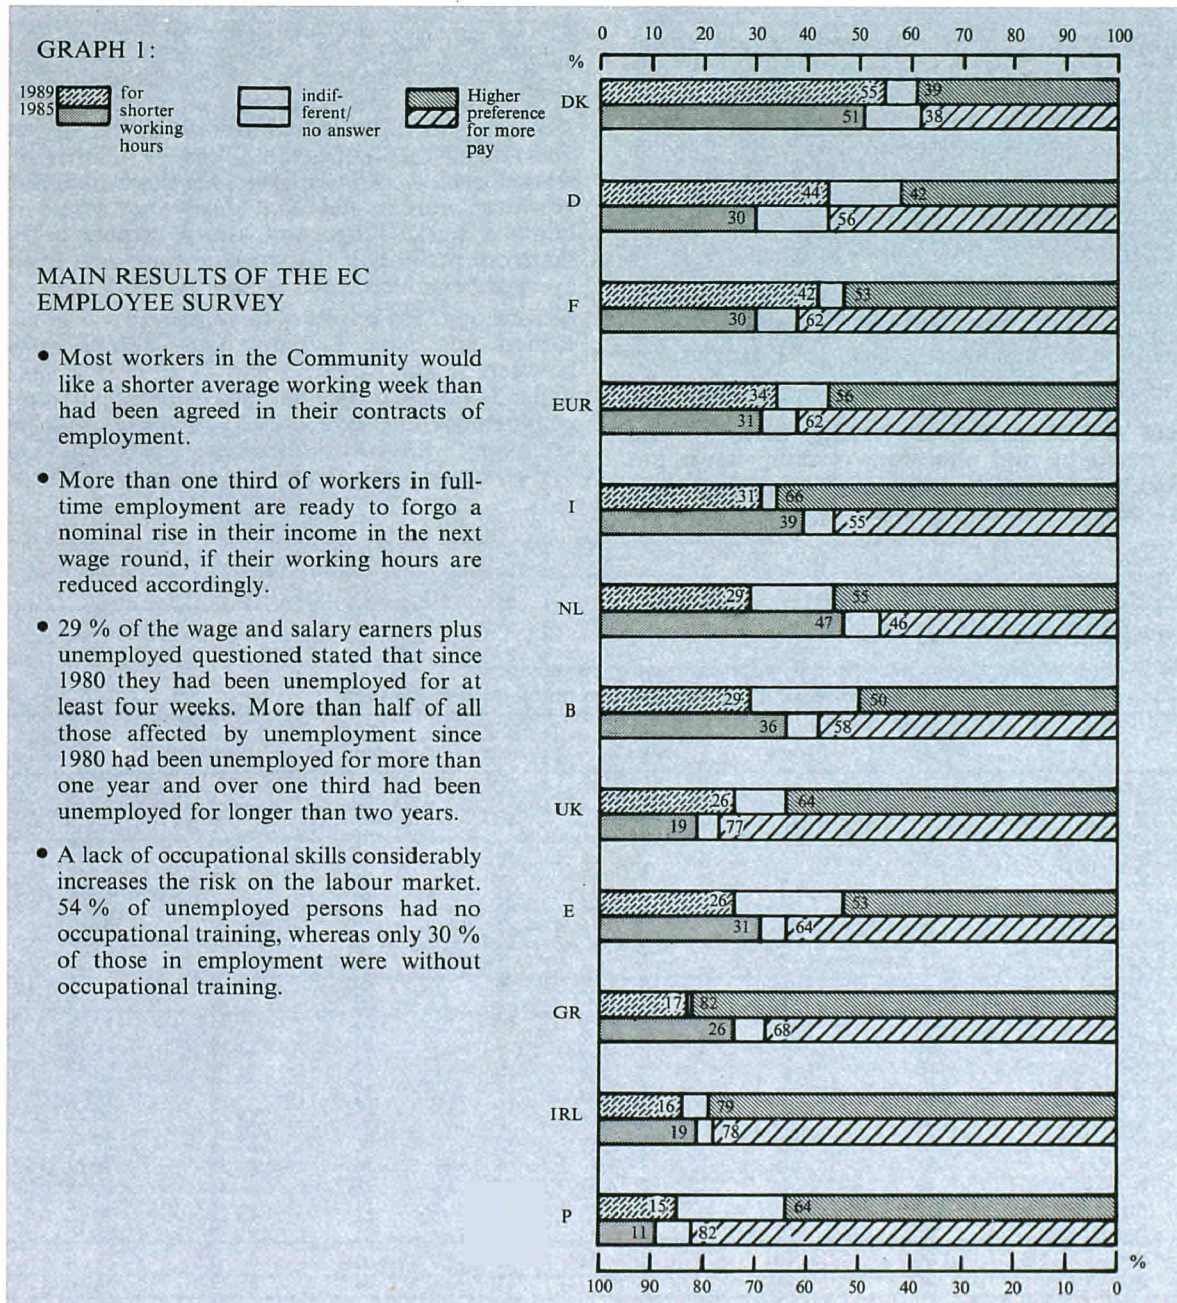 GRAPH 1:
1989
1985
for
shorter
working
hours
indif-
ferent/
no answer
Higher
preference
for more
pay
MAIN RESULTS OF THE EC
EMPLOYEE SURVEY
• Most workers in the Community would
like a shorter average working week than
had been agreed in their contracts of
employment.
• More than one third of workers in full-
time employment are ready to forgo a
nominal rise in their income in the next
wage round, if their working hours are
reduced accordingly.
• 29 % of the wage and salary earners plus
unemployed questioned stated that since
1980 they had been unemployed for at
least four weeks. More than half of all
those affected by unemployment since
1980 had been unemployed for more than
one year and over one third had been
unemployed for longer than two years.
• A lack of occupational skills considerably
increases the risk on the labour market.
54 % of unemployed persons had no
occupational training, whereas only 30 %
of those in employment were without
occupational training.
0 10 20 30 40 50 60 70 80 90 100
%
DK
55 39
51 38
D
44 42
30 56
F
42 53
30 62
EUR
34 56
31 62
I
31 66
39 55
NL
29 55
47 46
B
29 50
36 58
UK
26 64
19 77
E
26 53
31 64
GR
17 82
26 68
IRL
16 79
19 78
P
15 64
11 82
%
100 90 80 70 60 50 40 30 20 10 0